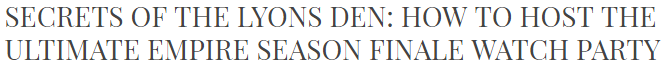 SECRETS OF THE LYONS DEN: HOW TO HOST THE
ULTIMATE EMPIRE SEASON FINALE WATCH PARTY